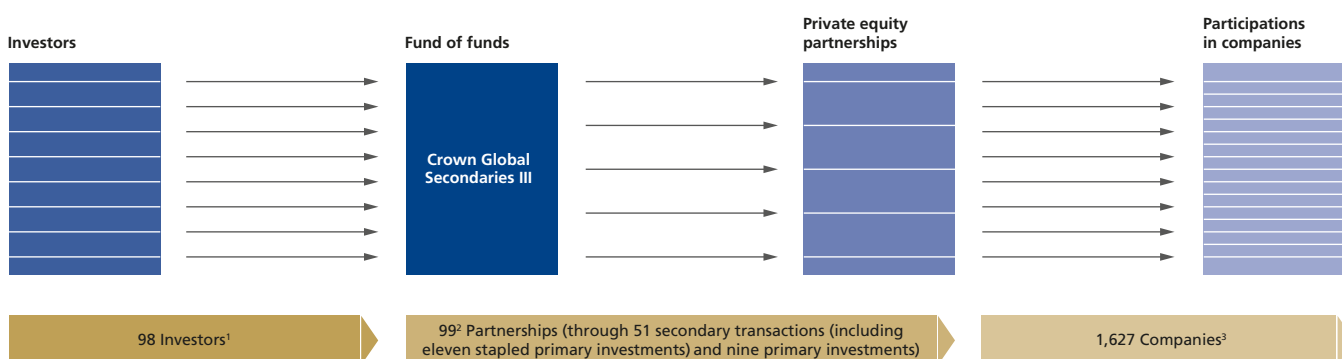 Investors
Fund of funds
Private equity
partnerships
Participations
in companies
Crown Global
Secondaries III
98 Investors¹
99² Partnerships (through 51 secondary transactions (including
eleven stapled primary investments) and nine primary investments)
1,627 Companies³